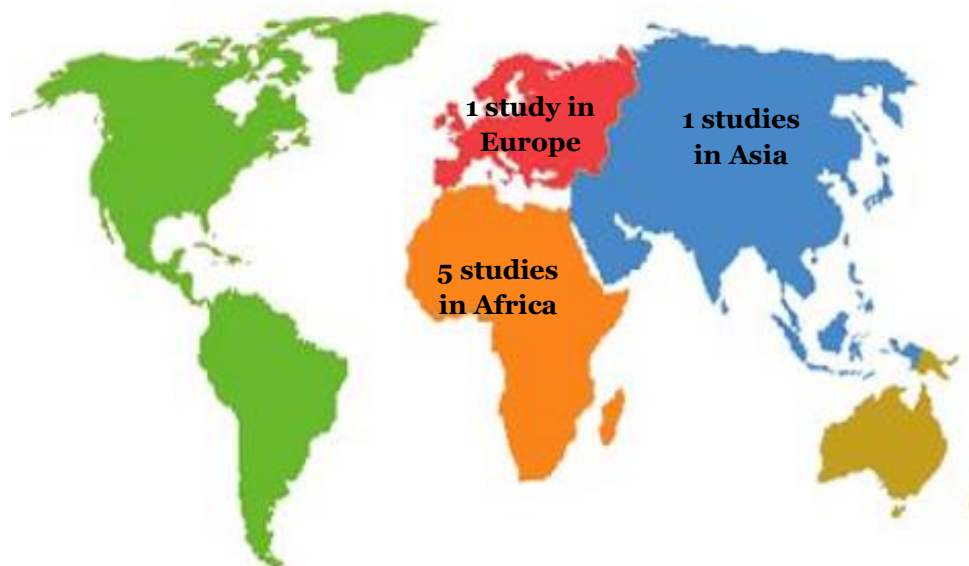 1 study in
Europe
1 studies
in Asia
5 studies
in Africa